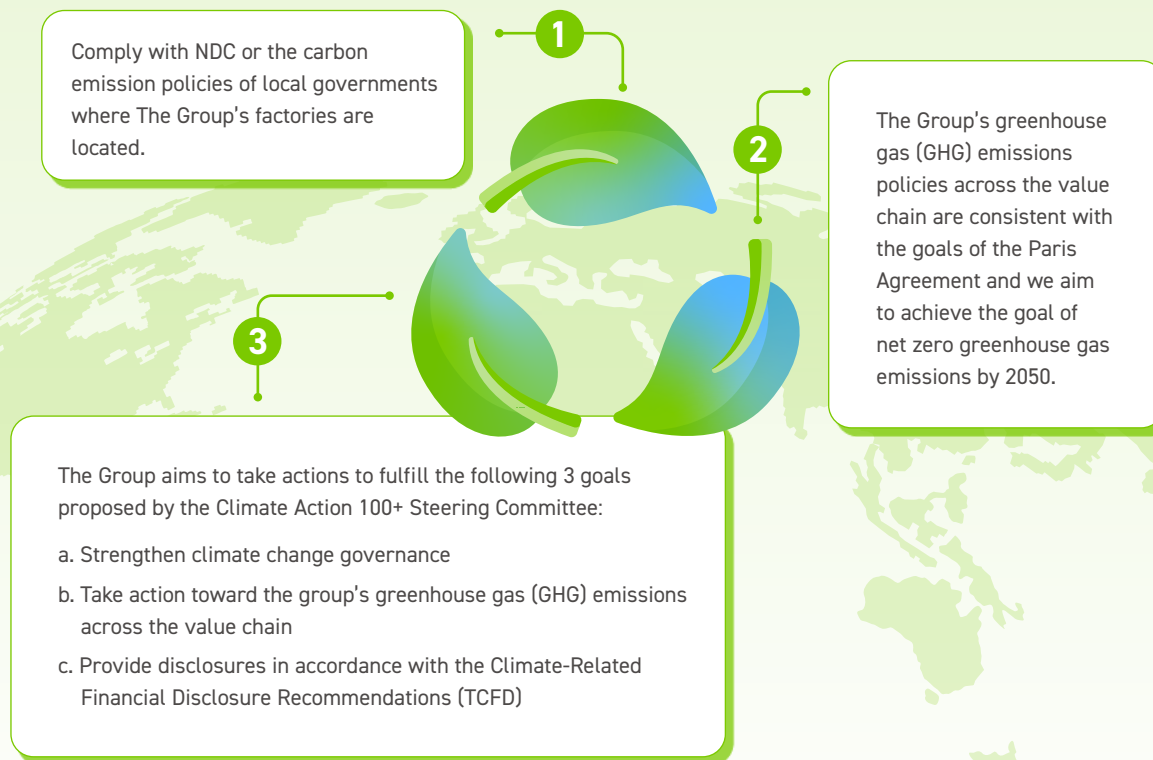 1
Comply with NDC or the carbon
emission policies of local governments
where The Group's factories are
located.
2
The Group's greenhouse
gas (GHG) emissions
policies across the value
chain are consistent with
the goals of the Paris
Agreement and we aim
to achieve the goal of
net zero greenhouse gas
emissions by 2050.
3
The Group aims to take actions to fulfill the following 3 goals
proposed by the Climate Action 100+ Steering Committee:
a. Strengthen climate change governance
b. Take action toward the group's greenhouse gas (GHG) emissions
across the value chain
c. Provide disclosures in accordance with the Climate-Related
Financial Disclosure Recommendations (TCFD)